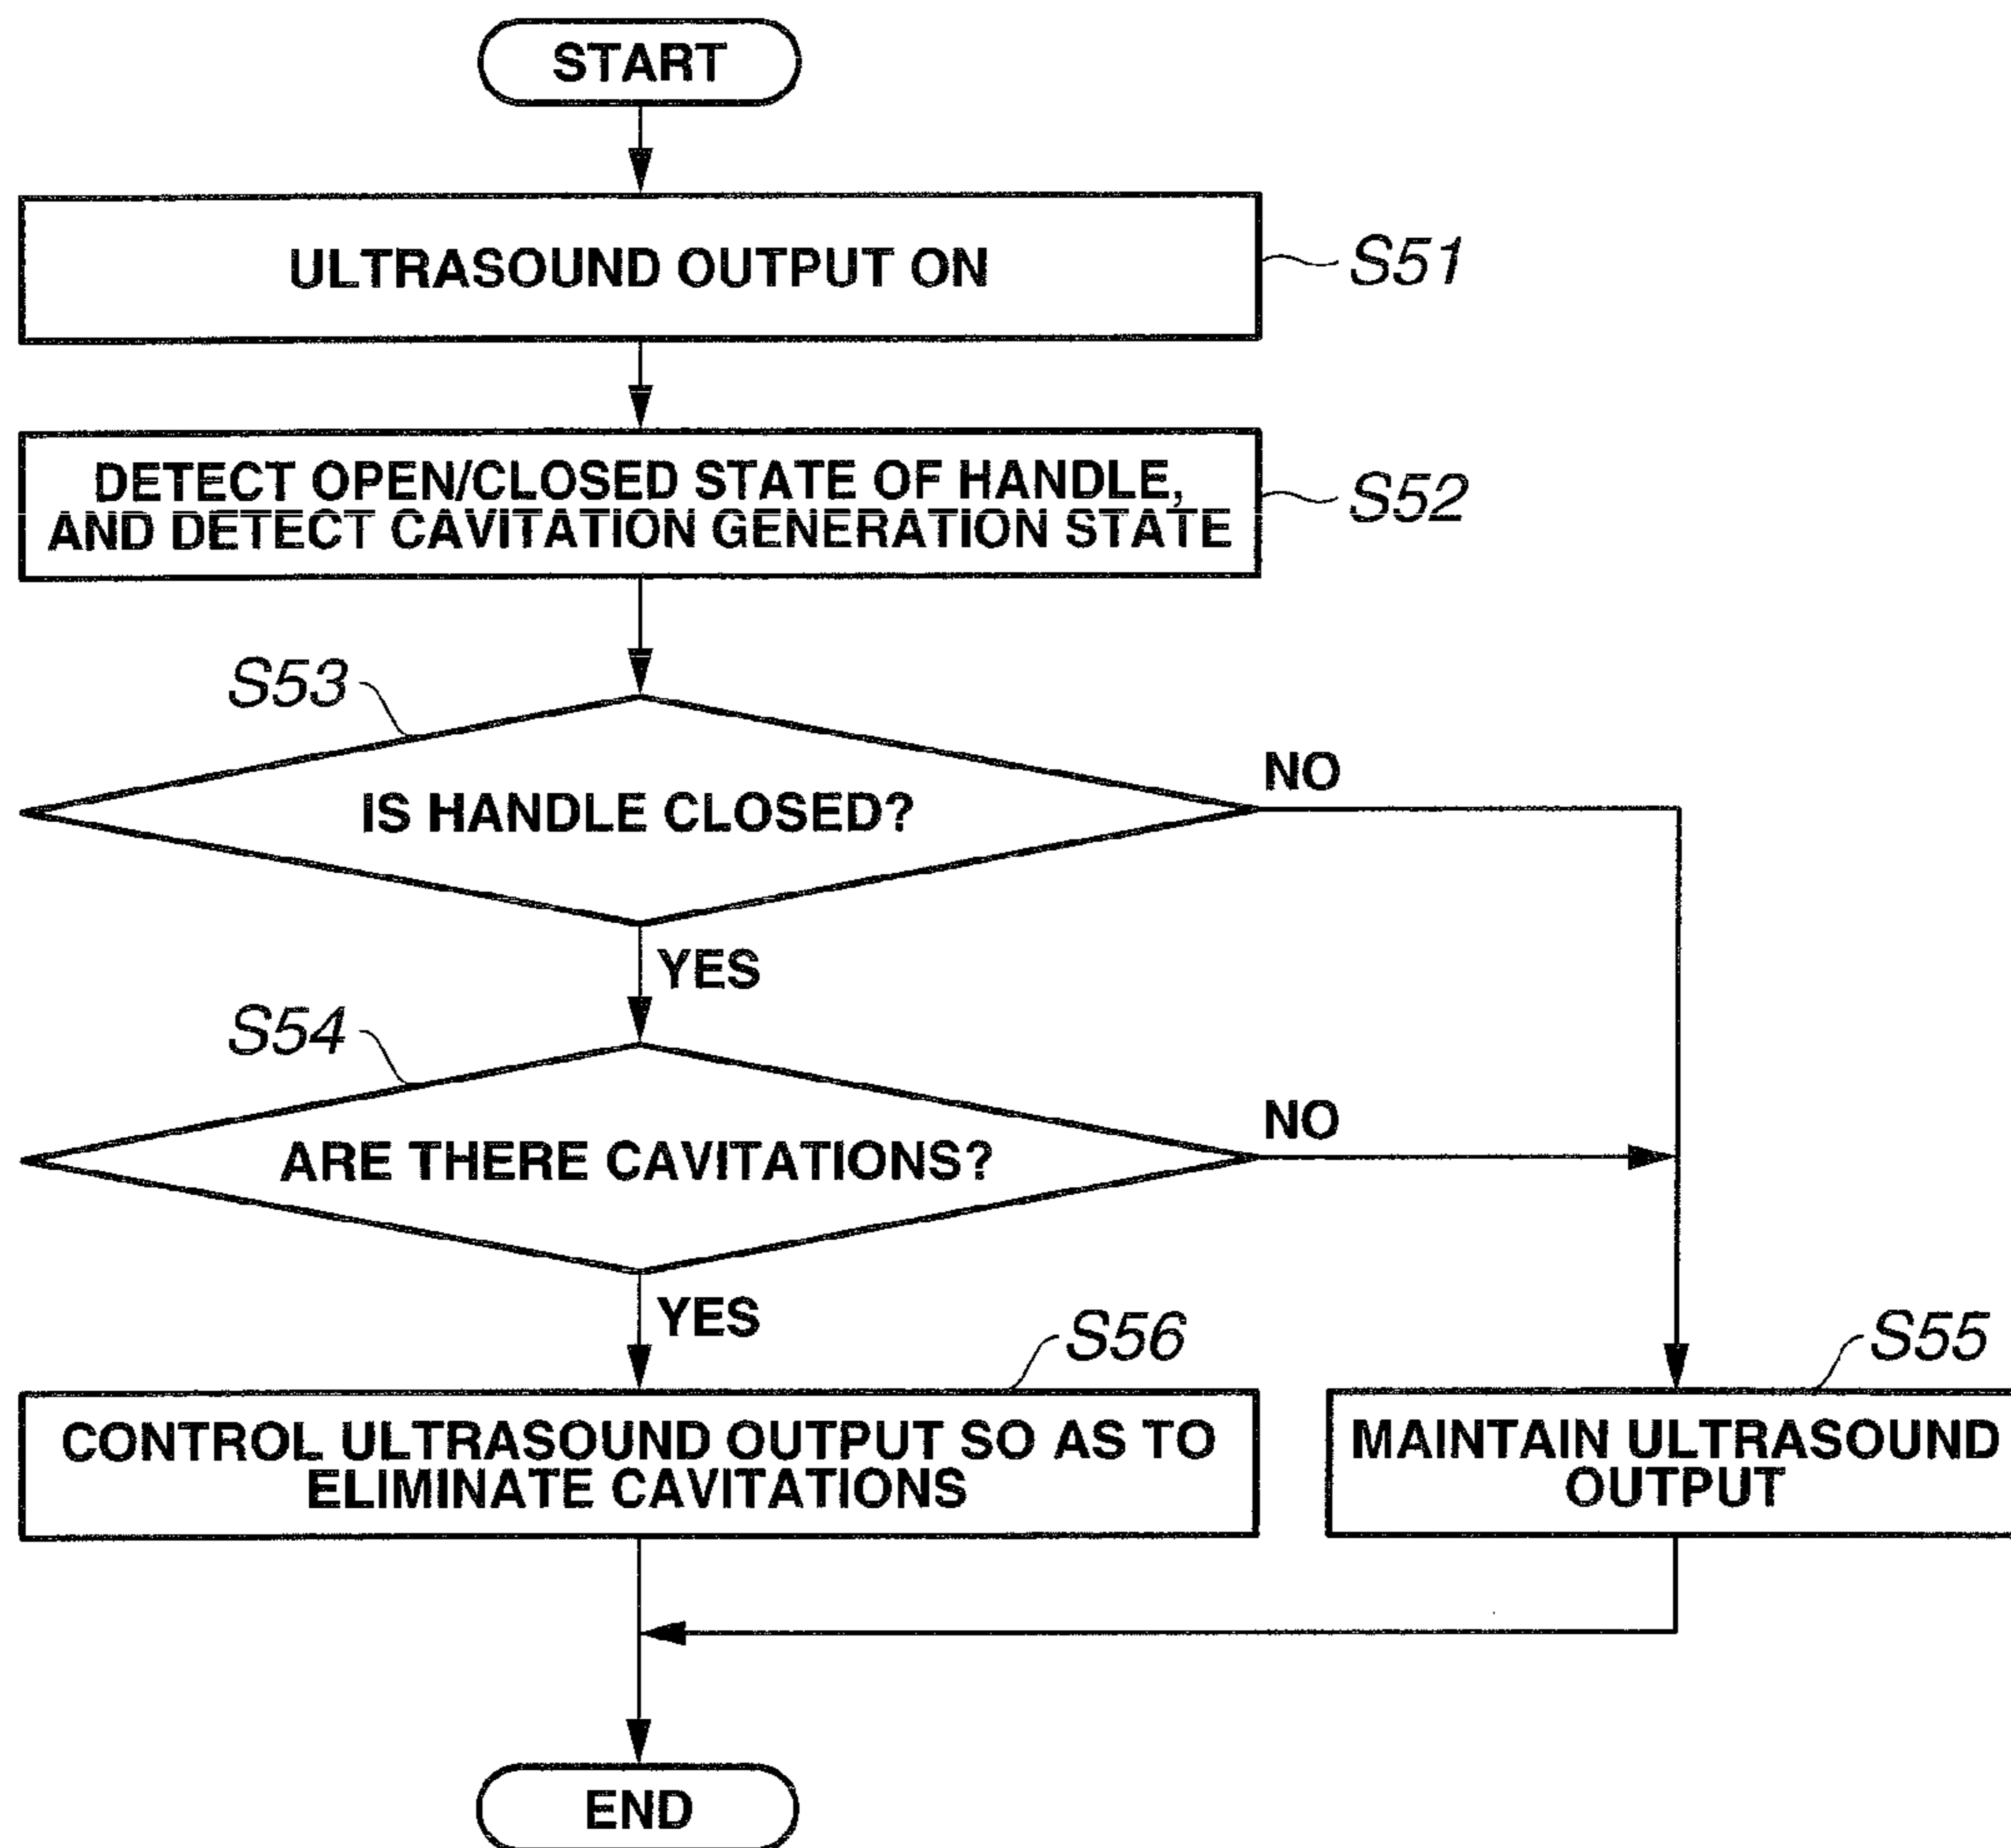 START
ULTRASOUND OUTPUT ON
S51
DETECT OPEN/CLOSED STATE OF HANDLE,
AND DETECT CAVITATION GENERATION STATE
S52
S53
IS HANDLE CLOSED?
NO
YES
S54
ARE THERE CAVITATIONS?
NO
YES
S56
CONTROL ULTRASOUND OUTPUT SO AS TO
ELIMINATE CAVITATIONS
S55
MAINTAIN ULTRASOUND
OUTPUT
END